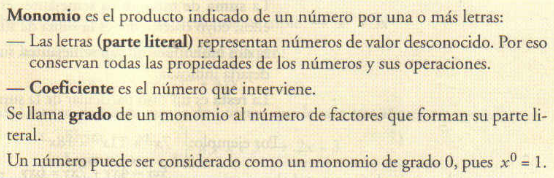 Monomio es el producto indicado de un número por una o más letras:
— Las letras (parte literal) representan números de valor desconocido. Por eso
conservan todas las propiedades de los números y sus operaciones.
— Coeficiente es el número que interviene.
Se llama grado de un monomio al número de factores que forman su parte li-
teral.
Un número puede ser considerado como un monomio de grado 0, pues x⁰ = 1.